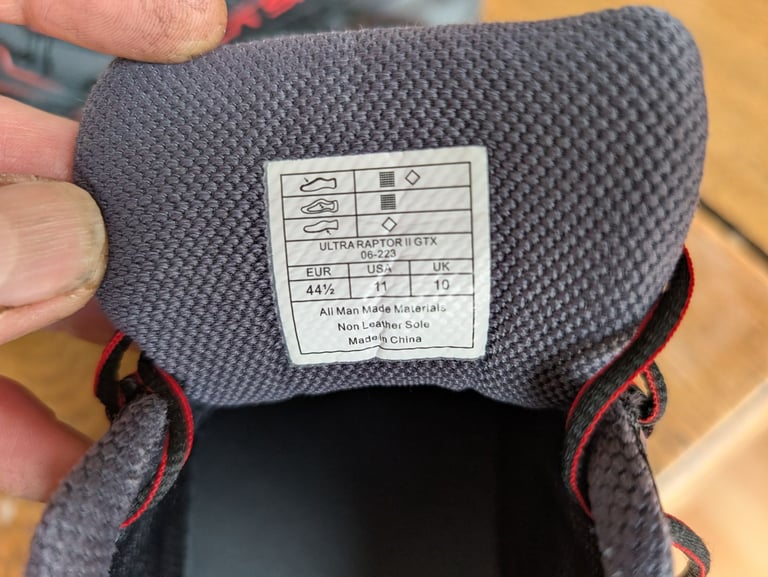 ULTRA RAPTOR II GTX
06-223
EUR USA UK
44½ 11 10
All Man Made Materials
Non Leather Sole
Made in China